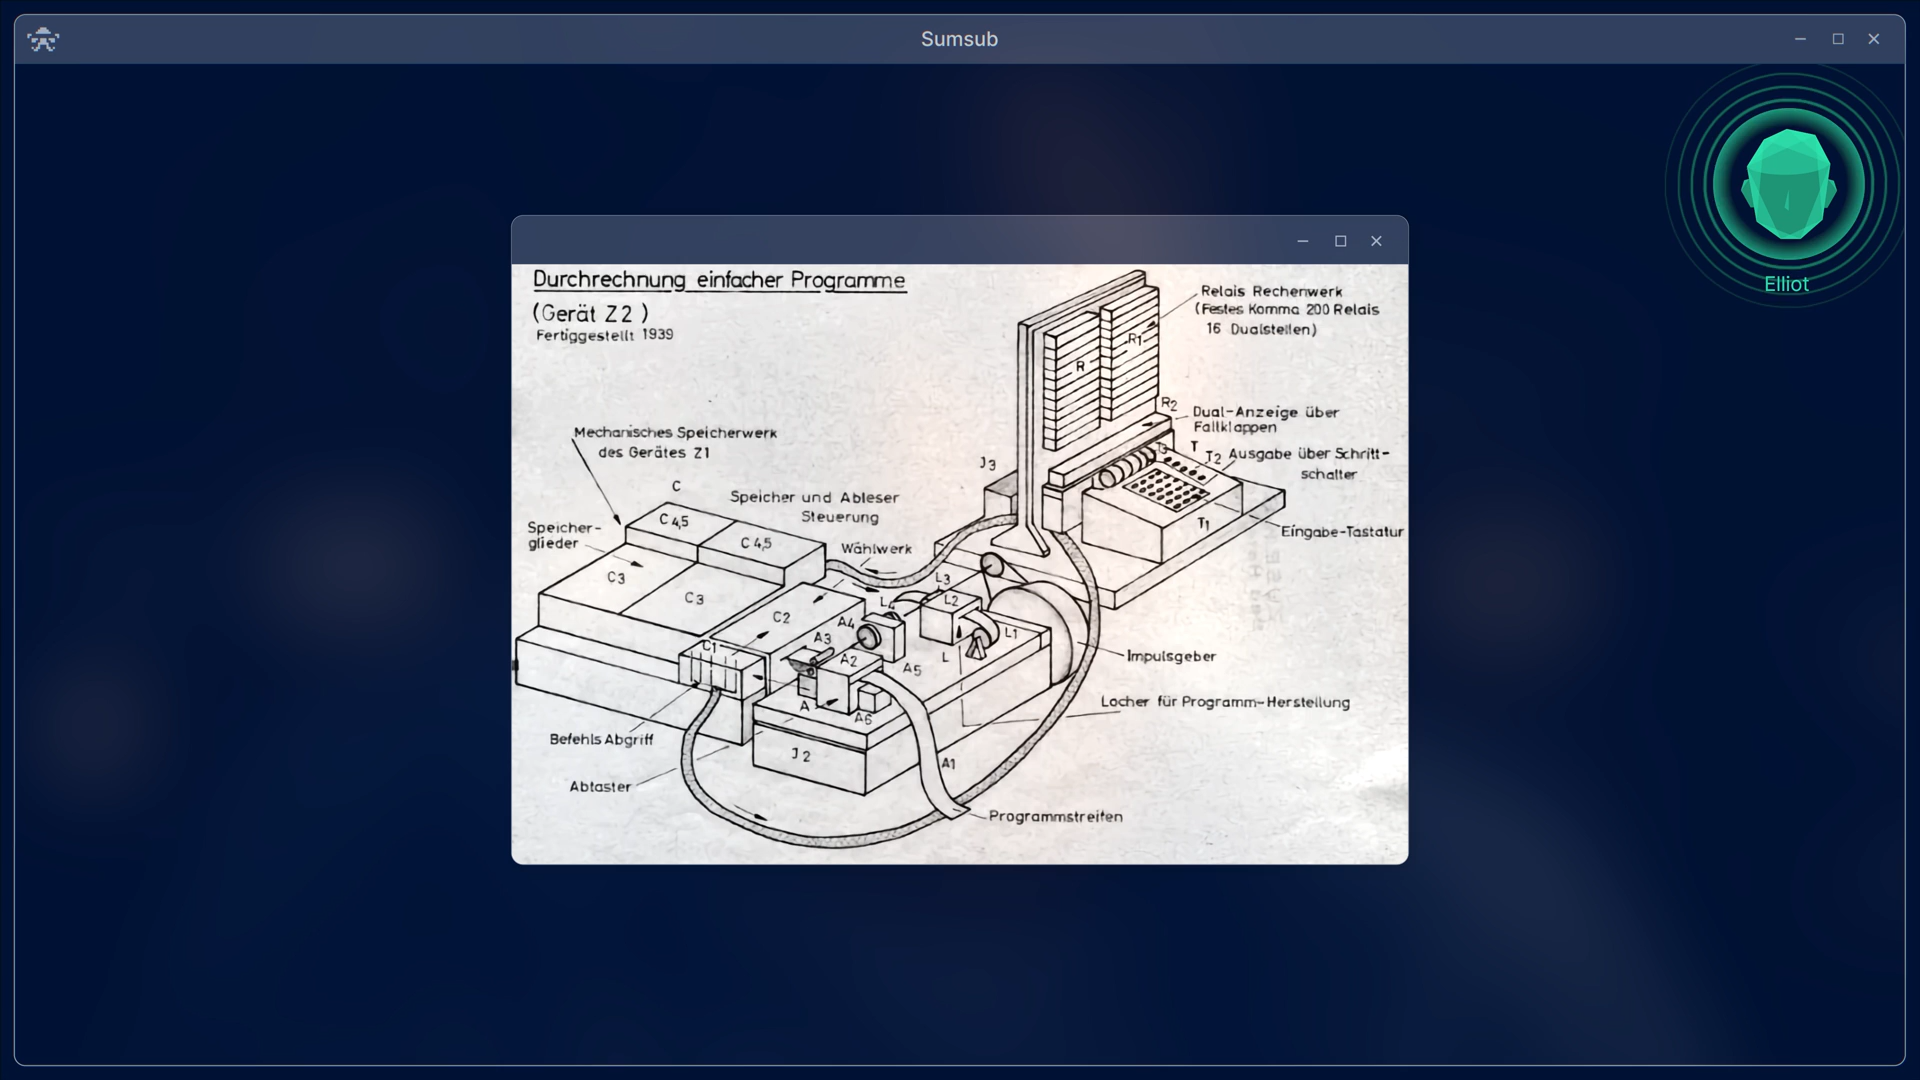 Sumsub
Elliot
Durchrechnung einfacher Programme
(Gerät Z2)
Fertiggestellt 1939
Relais Rechenwerk
(Festes Komma 200 Relais
16 Dualstellen)
R1
R
R2
Dual-Anzeige über
Fallklappen
Mechanisches Speicherwerk
des Gerätes Z1
J3
T
T2
Ausgabe über Schritt-
schalter
C
Speicher und Ableser
Steuerung
C 4,5
C 4,5
Speicher-
glieder
T1
Eingabe-Tastatur
Wählwerk
C3
C3
L3
L2
L4
C2
A4
L1
A3
C1
A2
A5
L
Impulsgeber
A
A6
Locher für Programm-Herstellung
Befehls Abgriff
J2
A1
Abtaster
Programmstreifen